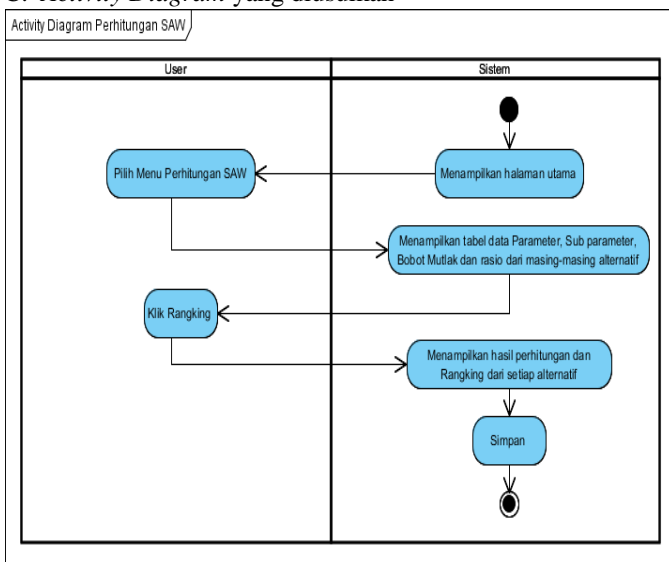 Activity Diagram yang diusulkan
Activity Diagram Perhitungan SAW
User
Sistem
Menampilkan halaman utama
Pilih Menu Perhitungan SAW
Menampilkan tabel data Parameter, Sub parameter,
Bobot Mutlak dan rasio dari masing-masing alternatif
Klik Rangking
Menampilkan hasil perhitungan dan
Rangking dari setiap alternatif
Simpan